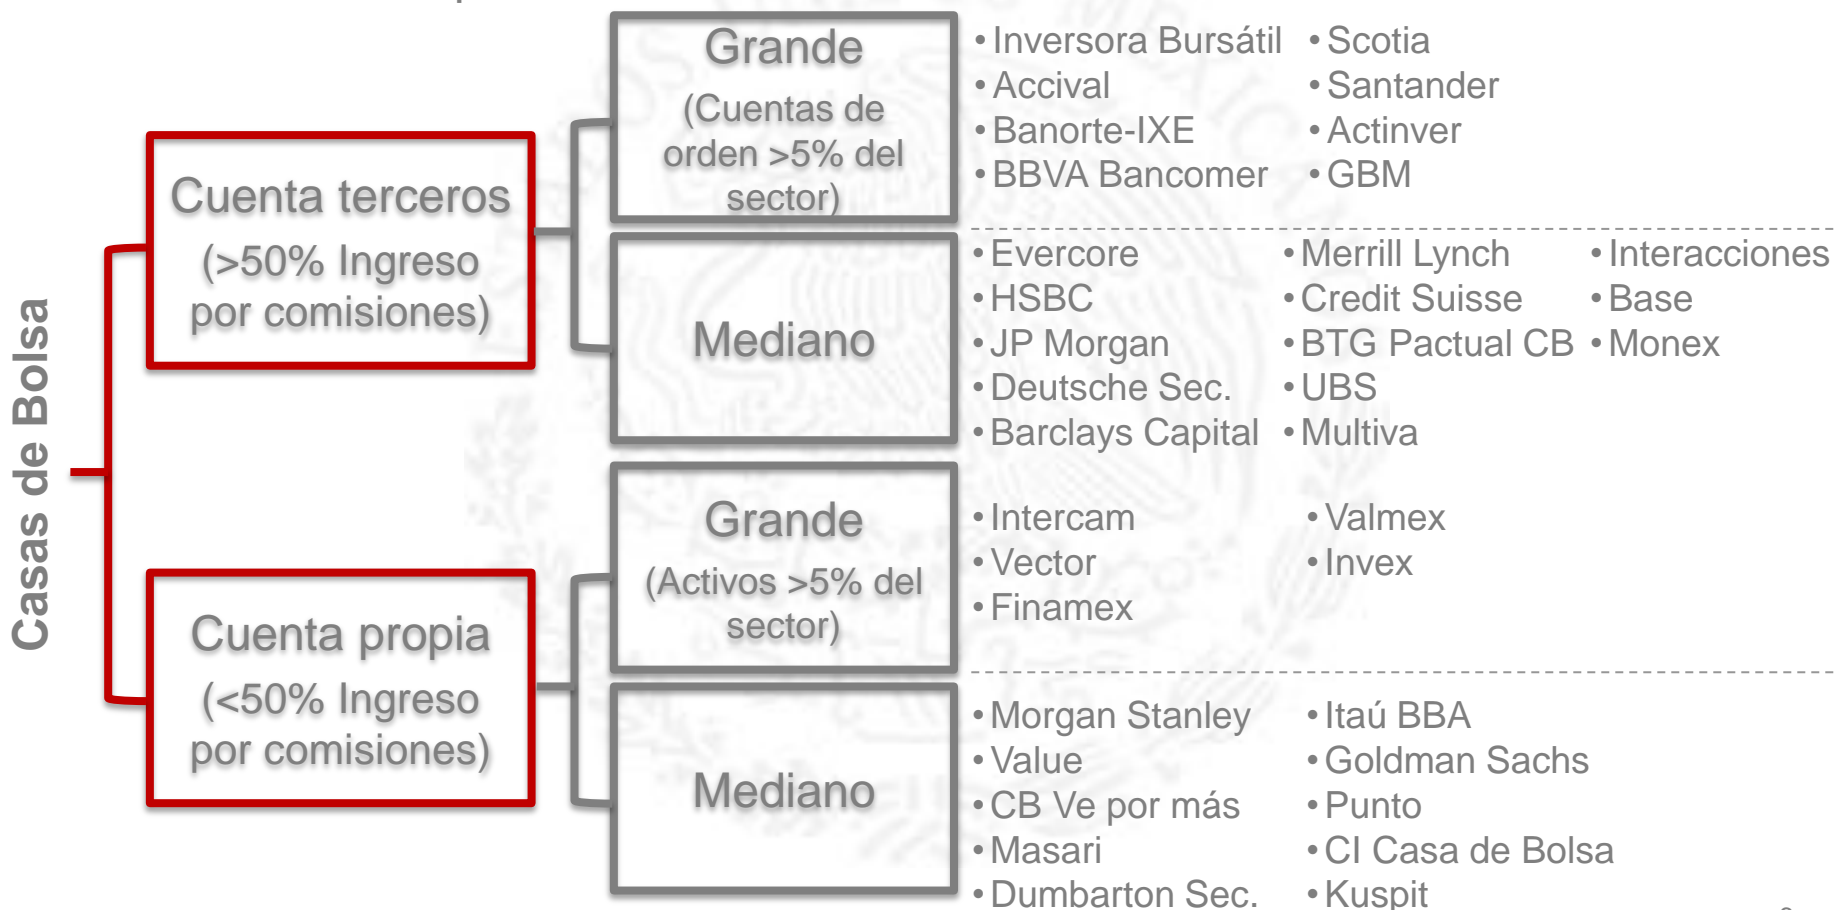 Casas de Bolsa
Cuenta terceros
(>50% Ingreso
por comisiones)
Grande
(Cuentas de
orden >5% del
sector)
• Inversora Bursátil
• Accival
• Banorte-IXE
• BBVA Bancomer
• Scotia
• Santander
• Actinver
• GBM
Mediano
• Evercore
• HSBC
• JP Morgan
• Deutsche Sec.
• Barclays Capital
• Merrill Lynch
• Credit Suisse
• BTG Pactual CB
• UBS
• Multiva
• Interacciones
• Base
• Monex
Cuenta propia
(<50% Ingreso
por comisiones)
Grande
(Activos >5% del
sector)
• Intercam
• Vector
• Finamex
• Valmex
• Invex
Mediano
• Morgan Stanley
• Value
• CB Ve por más
• Masari
• Dumbarton Sec.
• Itaú BBA
• Goldman Sachs
• Punto
• CI Casa de Bolsa
• Kuspit